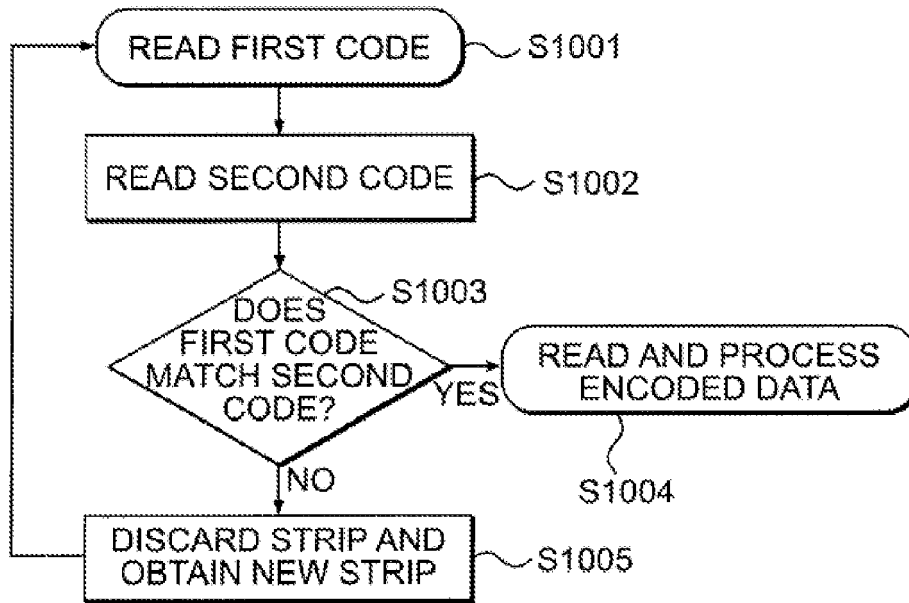 READ FIRST CODE
S1001
READ SECOND CODE
S1002
S1003
DOES
FIRST CODE
MATCH SECOND
CODE?
YES
READ AND PROCESS
ENCODED DATA
S1004
NO
DISCARD STRIP AND
OBTAIN NEW STRIP
S1005